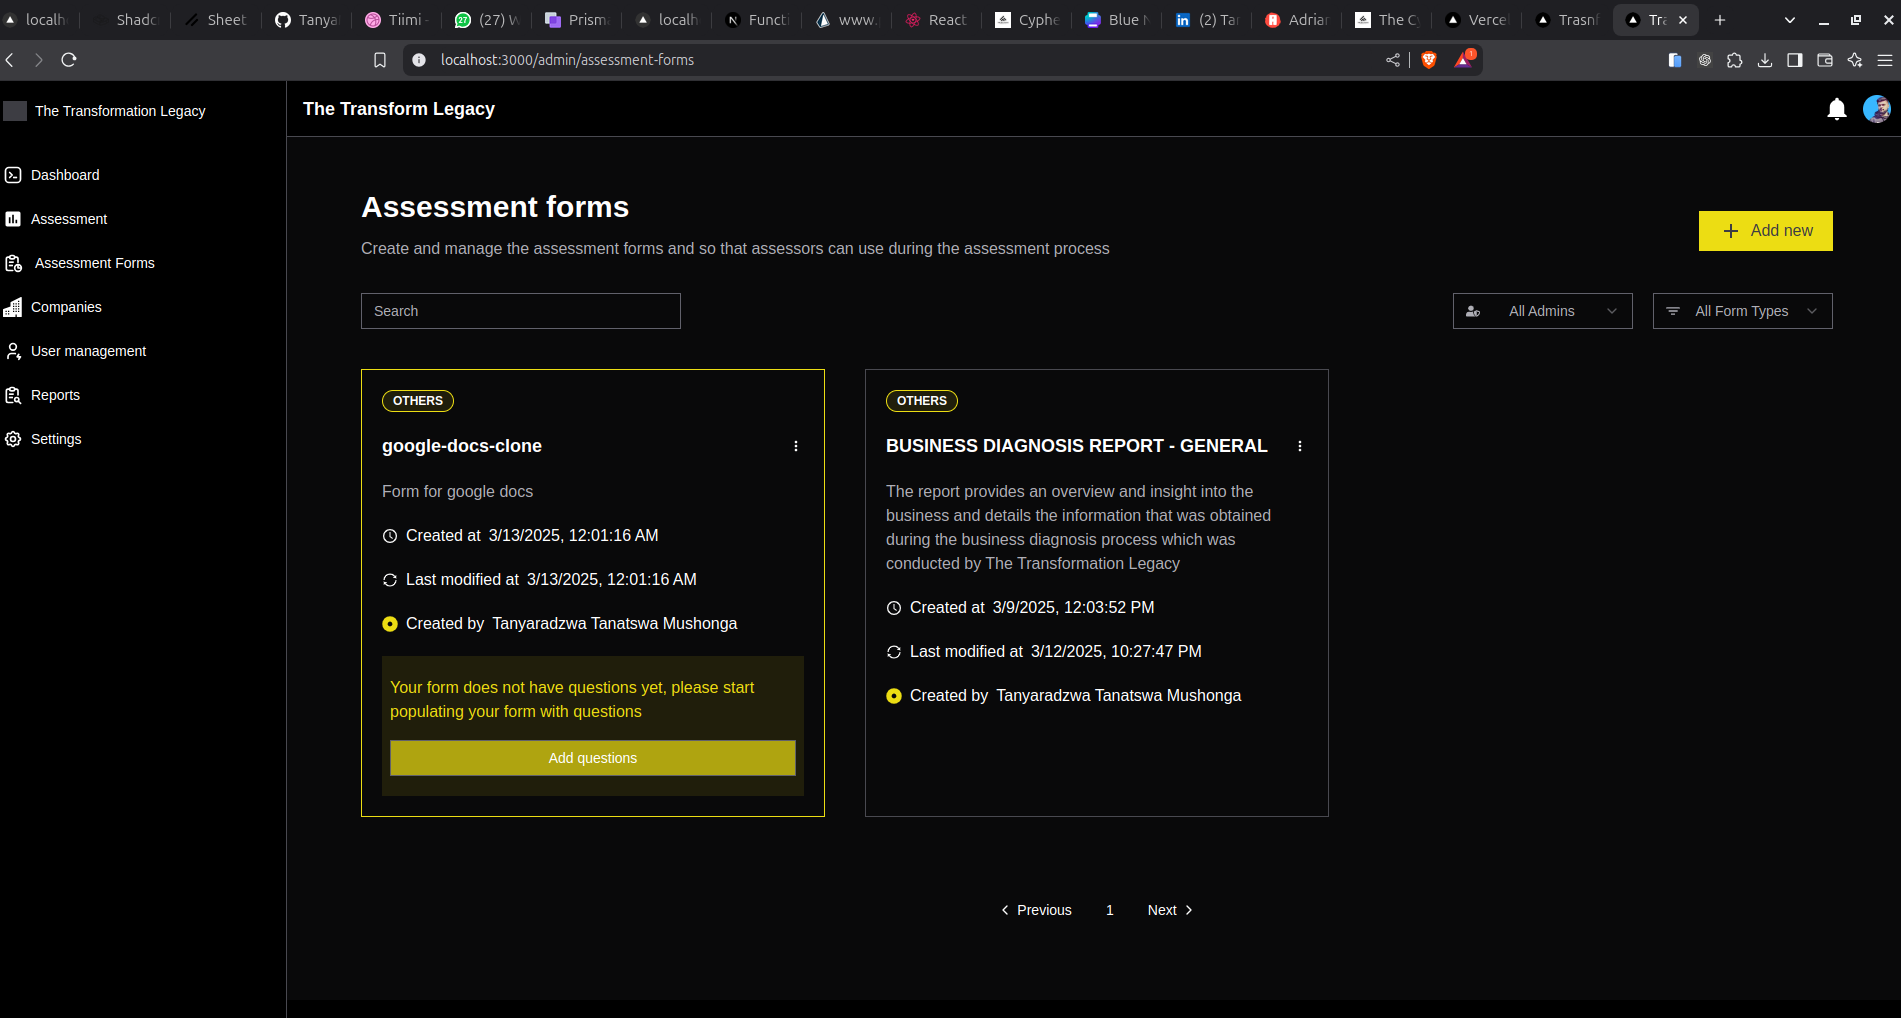 localh
Shadc
Sheet
Tanya
Tiimi -
(27) W
Prism
localh
Functi
www.
React
Cyphe
Blue N
(2) Tan
Adrian
The Cy
Vercel
Trasnf
Tra
localhost:3000/admin/assessment-forms
1
The Transformation Legacy
The Transform Legacy
Dashboard
Assessment
Assessment Forms
Companies
User management
Reports
Settings
Assessment forms
Create and manage the assessment forms and so that assessors can use during the assessment process
Add new
Search
All Admins
All Form Types
OTHERS
google-docs-clone
Form for google docs
Created at 3/13/2025, 12:01:16 AM
Last modified at 3/13/2025, 12:01:16 AM
Created by Tanyaradzwa Tanatswa Mushonga
Your form does not have questions yet, please start
populating your form with questions
Add questions
OTHERS
BUSINESS DIAGNOSIS REPORT - GENERAL
The report provides an overview and insight into the
business and details the information that was obtained
during the business diagnosis process which was
conducted by The Transformation Legacy
Created at 3/9/2025, 12:03:52 PM
Last modified at 3/12/2025, 10:27:47 PM
Created by Tanyaradzwa Tanatswa Mushonga
Previous
1
Next